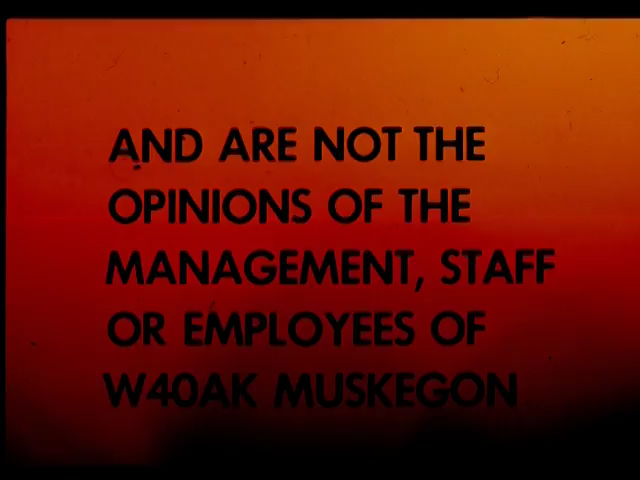 AND ARE NOT THE
OPINIONS OF THE
MANAGEMENT, STAFF
OR EMPLOYEES OF
W40AK MUSKEGON